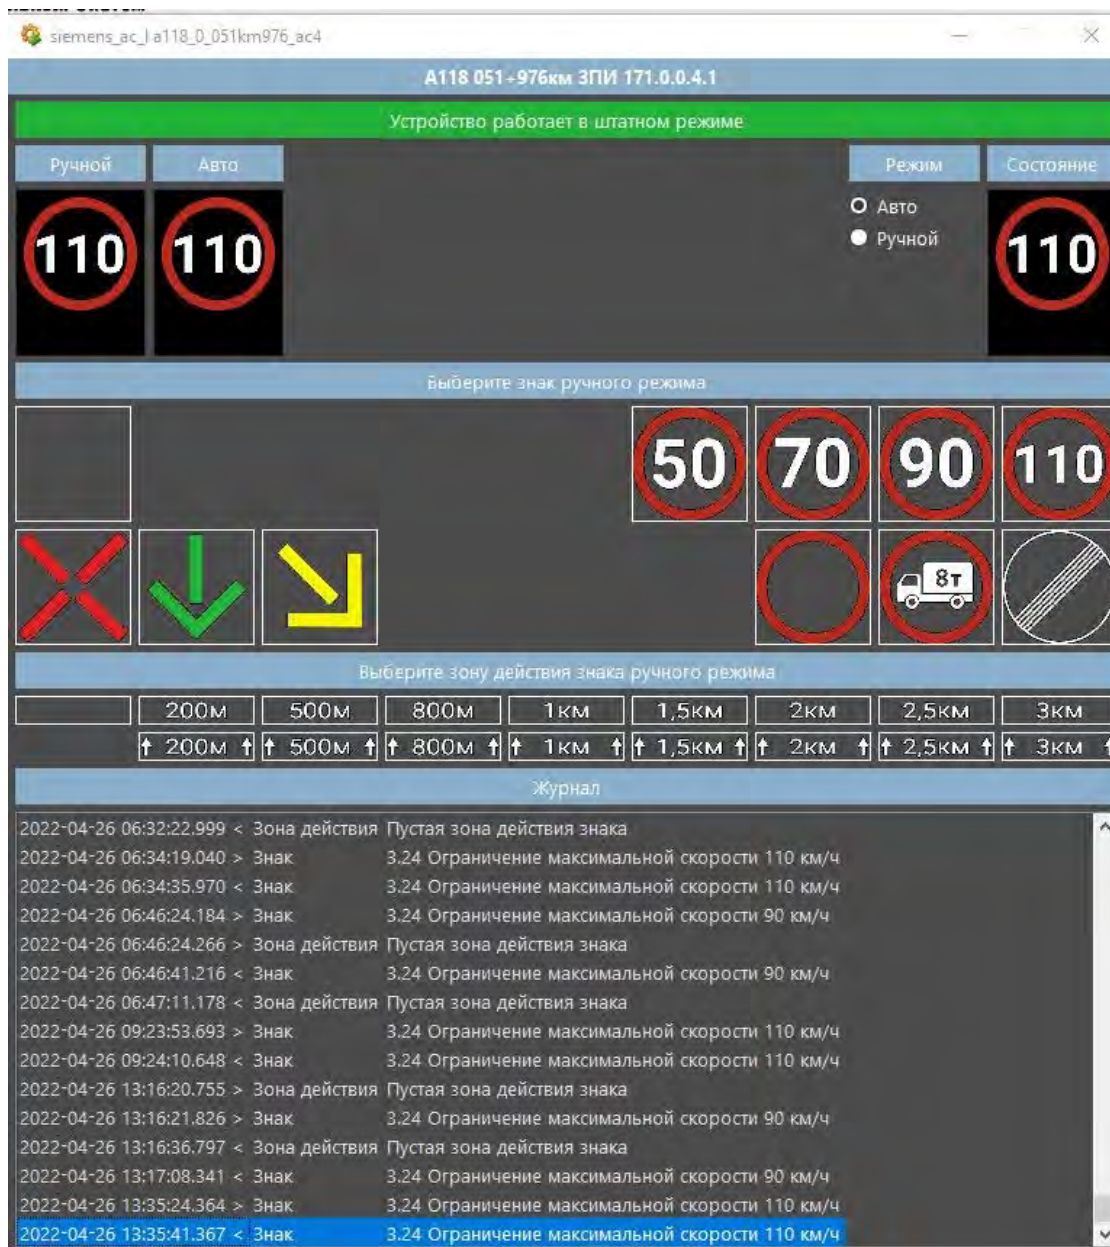 siemens_ac_l a118_0_051km976_ac4
А118 051+976км ЗПИ 171.0.0.4.1
Устройство работает в штатном режиме
Ручной Авто Режим Состояние
110 110 110
Авто
Ручной
Выберите знак ручного режима
50 70 90 110
8т
Выберите зону действия знака ручного режима
200м 500м 800м 1км 1,5км 2км 2,5км 3км
↑ 200м ↑ ↑ 500м ↑ ↑ 800м ↑ ↑ 1км ↑ ↑ 1,5км ↑ ↑ 2км ↑ ↑ 2,5км ↑ ↑ 3км ↑
Журнал
2022-04-26 06:32:22.999 < Зона действия Пустая зона действия знака
2022-04-26 06:34:19.040 > Знак 3.24 Ограничение максимальной скорости 110 км/ч
2022-04-26 06:34:35.970 < Знак 3.24 Ограничение максимальной скорости 110 км/ч
2022-04-26 06:46:24.184 > Знак 3.24 Ограничение максимальной скорости 90 км/ч
2022-04-26 06:46:24.266 > Зона действия Пустая зона действия знака
2022-04-26 06:46:41.216 < Знак 3.24 Ограничение максимальной скорости 90 км/ч
2022-04-26 06:47:11.178 < Зона действия Пустая зона действия знака
2022-04-26 09:23:53.693 > Знак 3.24 Ограничение максимальной скорости 110 км/ч
2022-04-26 09:24:10.648 < Знак 3.24 Ограничение максимальной скорости 110 км/ч
2022-04-26 13:16:20.755 > Зона действия Пустая зона действия знака
2022-04-26 13:16:21.826 > Знак 3.24 Ограничение максимальной скорости 90 км/ч
2022-04-26 13:16:36.797 < Зона действия Пустая зона действия знака
2022-04-26 13:17:08.341 < Знак 3.24 Ограничение максимальной скорости 90 км/ч
2022-04-26 13:35:24.364 > Знак 3.24 Ограничение максимальной скорости 110 км/ч
2022-04-26 13:35:41.367 < Знак 3.24 Ограничение максимальной скорости 110 км/ч